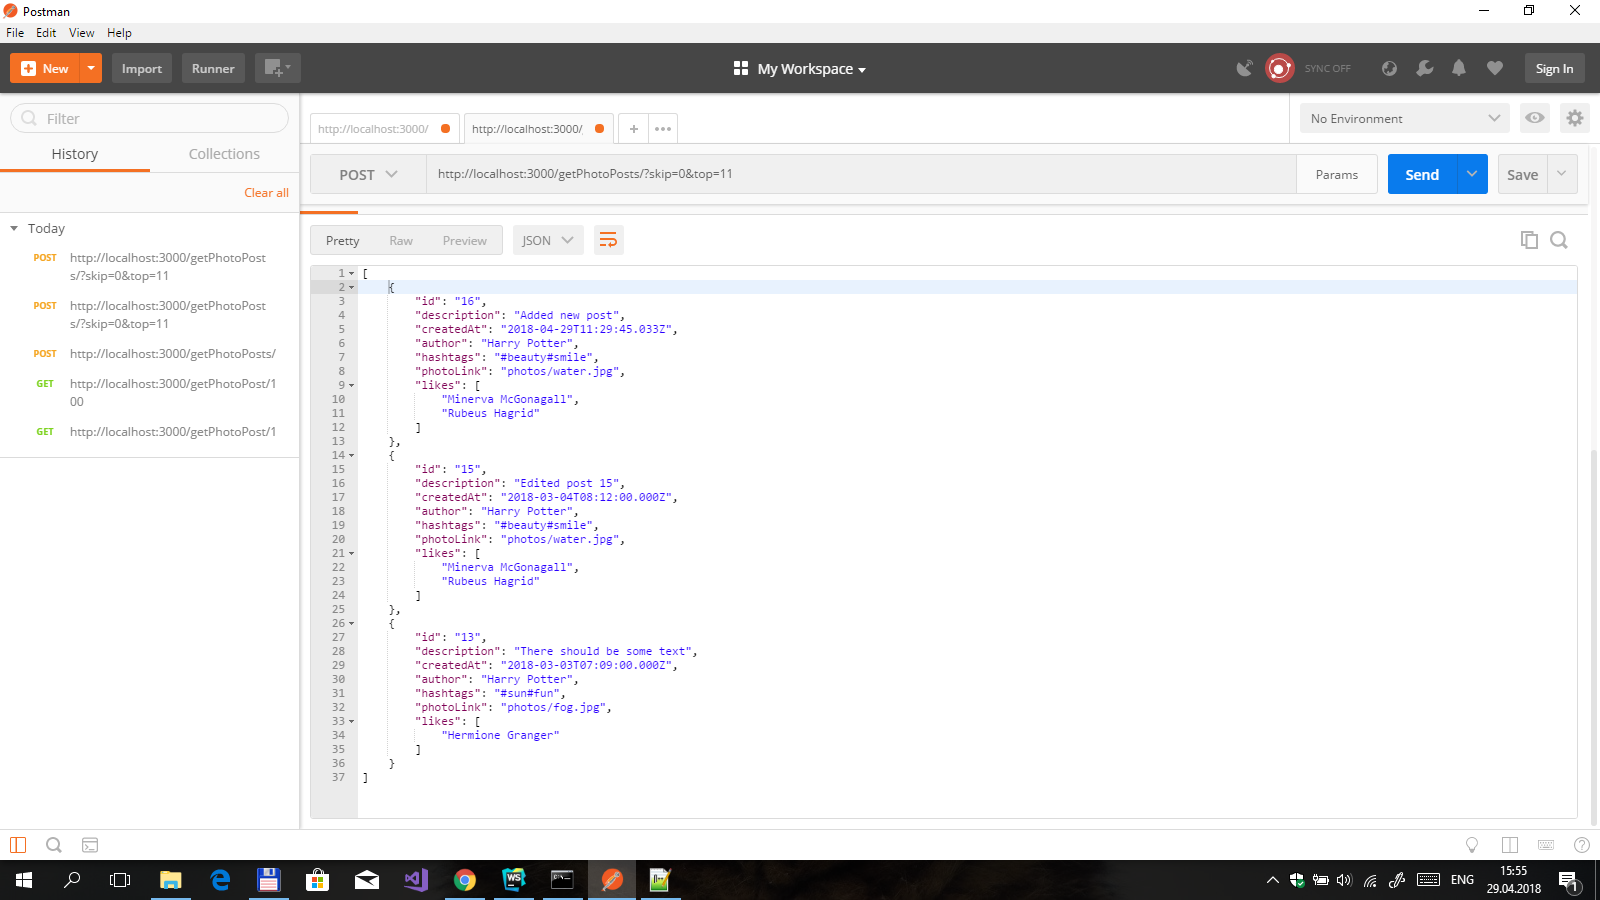 Postman
File Edit View Help
New Import Runner My Workspace SYNC OFF Sign In
Filter
History Collections
Clear all
Today
POST http://localhost:3000/getPhotoPost
s/?skip=0&top=11
POST http://localhost:3000/getPhotoPost
s/?skip=0&top=11
POST http://localhost:3000/getPhotoPosts/
GET http://localhost:3000/getPhotoPost/1
00
GET http://localhost:3000/getPhotoPost/1
http://localhost:3000/ http://localhost:3000/ + ••• No Environment
POST http://localhost:3000/getPhotoPosts/?skip=0&top=11 Params Send Save
Pretty Raw Preview JSON
1 [
2 {
3 "id": "16",
4 "description": "Added new post",
5 "createdAt": "2018-04-29T11:29:45.033Z",
6 "author": "Harry Potter",
7 "hashtags": "#beauty#smile",
8 "photoLink": "photos/water.jpg",
9 "likes": [
10 "Minerva McGonagall",
11 "Rubeus Hagrid"
12 ]
13 },
14 {
15 "id": "15",
16 "description": "Edited post 15",
17 "createdAt": "2018-03-04T08:12:00.000Z",
18 "author": "Harry Potter",
19 "hashtags": "#beauty#smile",
20 "photoLink": "photos/water.jpg",
21 "likes": [
22 "Minerva McGonagall",
23 "Rubeus Hagrid"
24 ]
25 },
26 {
27 "id": "13",
28 "description": "There should be some text",
29 "createdAt": "2018-03-03T07:09:00.000Z",
30 "author": "Harry Potter",
31 "hashtags": "#sun#fun",
32 "photoLink": "photos/fog.jpg",
33 "likes": [
34 "Hermione Granger"
35 ]
36 }
37 ]
WS
ENG
15:55
29.04.2018
1